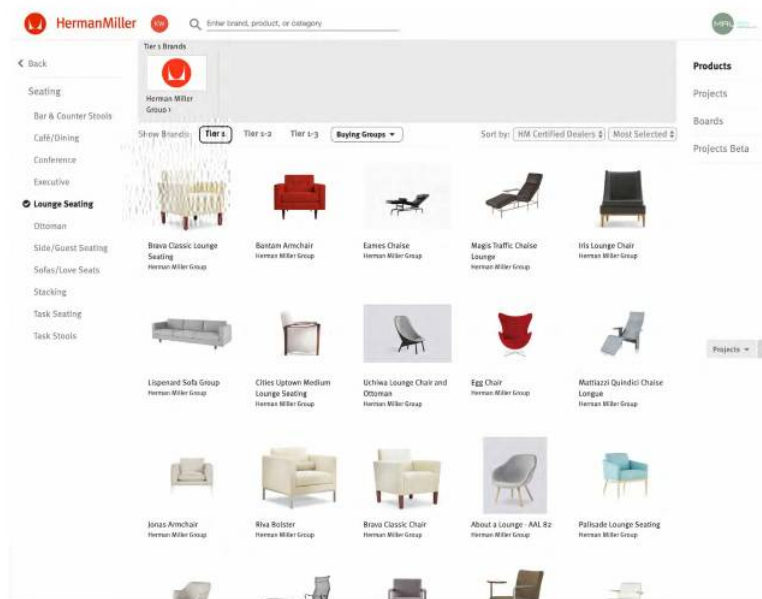 HermanMiller
KW
Enter brand, product, or category
Back
Seating
Bar & Counter Stools
Café/Dining
Conference
Executive
Lounge Seating
Ottoman
Side/Guest Seating
Sofas/Love Seats
Stacking
Task Seating
Task Stools
Tier 1 Brands
Herman Miller
Group ›
Show Brands: Tier 1 Tier 1-2 Tier 1-3 Buying Groups
Sort by: HM Certified Dealers Most Selected
Brava Classic Lounge
Seating
Herman Miller Group
Bantam Armchair
Herman Miller Group
Eames Chaise
Herman Miller Group
Magis Traffic Chaise
Lounge
Herman Miller Group
Iris Lounge Chair
Herman Miller Group
Lispenard Sofa Group
Herman Miller Group
Cities Uptown Medium
Lounge Seating
Herman Miller Group
Uchiwa Lounge Chair and
Ottoman
Herman Miller Group
Egg Chair
Herman Miller Group
Mattiazzi Quindici Chaise
Longue
Herman Miller Group
Jonas Armchair
Herman Miller Group
Riva Bolster
Herman Miller Group
Brava Classic Chair
Herman Miller Group
About a Lounge - AAL 82
Herman Miller Group
Palisade Lounge Seating
Herman Miller Group
Products
Projects
Boards
Projects Beta
Projects